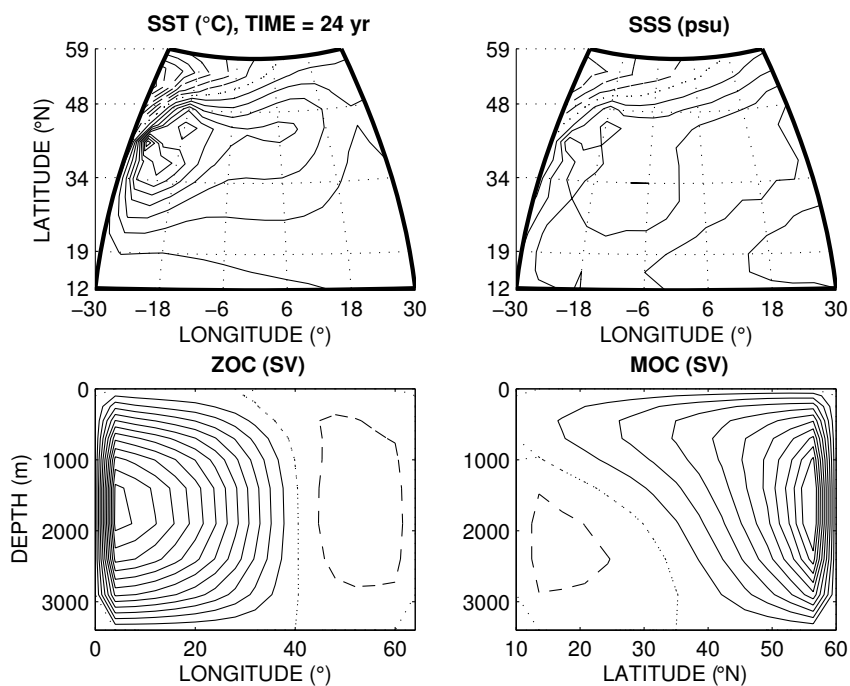 SST (°C), TIME = 24 yr
SSS (psu)
59
48
34
19
12
LATITUDE (°N)
−30 −18 −6 6 18 30
LONGITUDE (°)
59
48
34
19
12
−30 −18 −6 6 18 30
LONGITUDE (°)
ZOC (SV)
MOC (SV)
0
1000
2000
3000
DEPTH (m)
0 20 40 60
LONGITUDE (°)
0
1000
2000
3000
10 20 30 40 50 60
LATITUDE (°N)